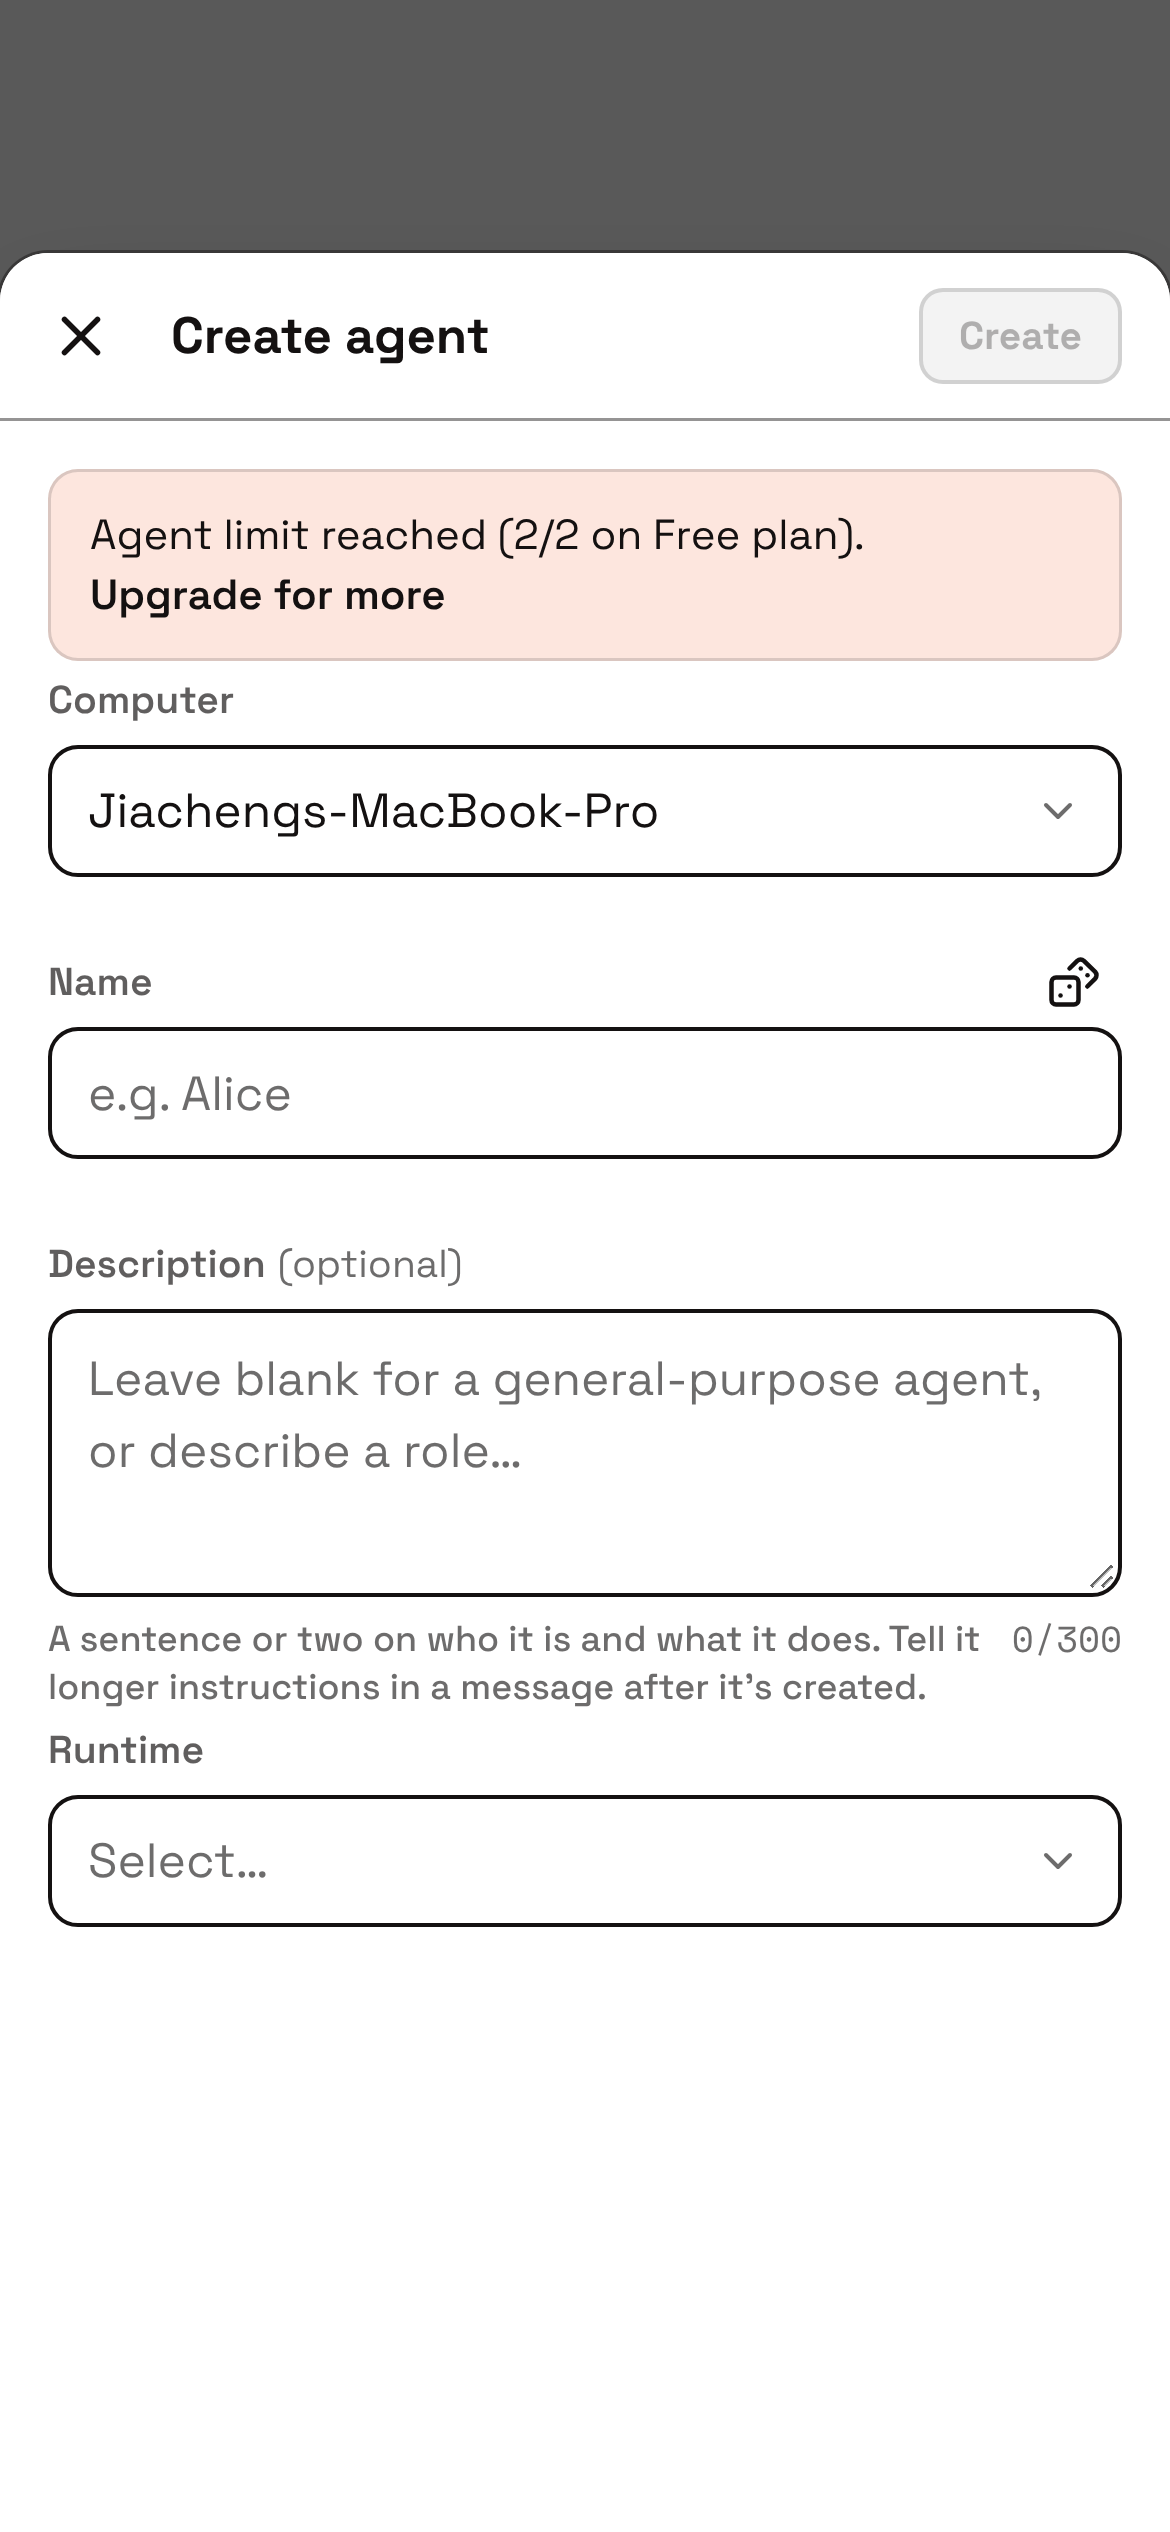 Create agent
Create
Agent limit reached (2/2 on Free plan).
Upgrade for more
Computer
Jiachengs-MacBook-Pro
Name
e.g. Alice
Description (optional)
Leave blank for a general-purpose agent,
or describe a role…
A sentence or two on who it is and what it does. Tell it
0/300
longer instructions in a message after it’s created.
Runtime
Select…